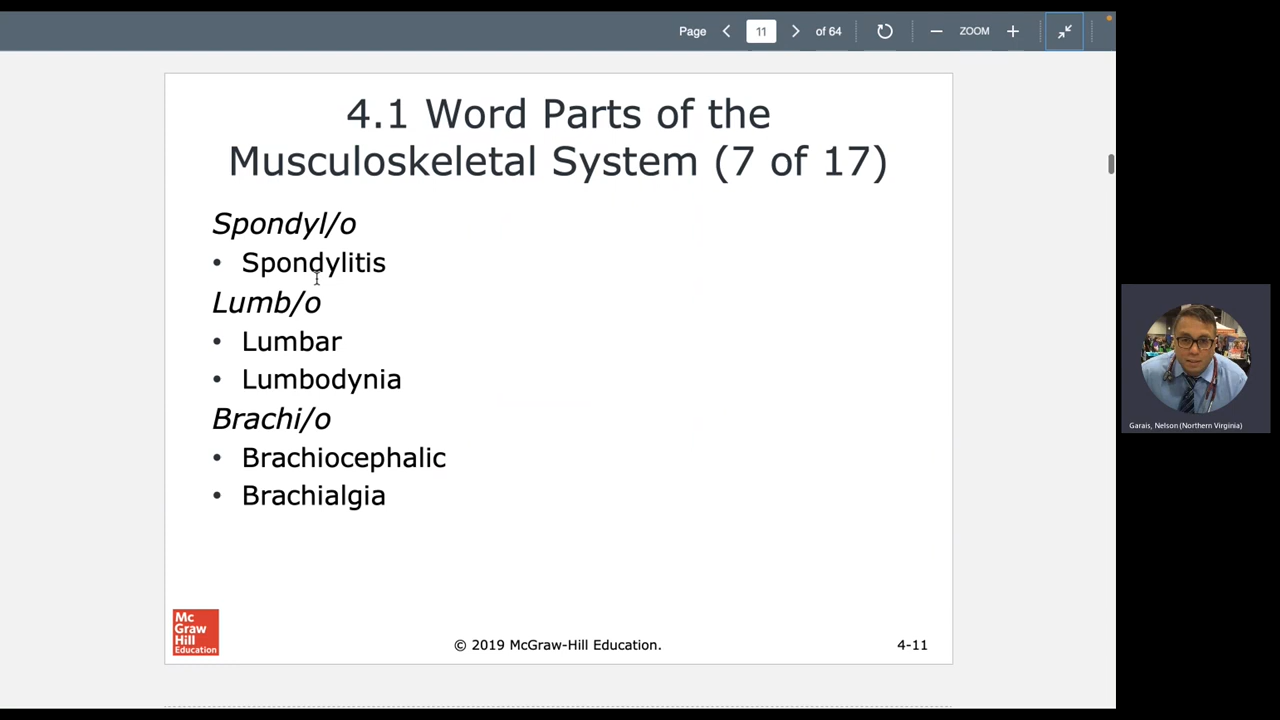 Page 11 of 64 ZOOM
4.1 Word Parts of the
Musculoskeletal System (7 of 17)
Spondyl/o
• Spondylitis
Lumb/o
• Lumbar
• Lumbodynia
Brachi/o
• Brachiocephalic
• Brachialgia
Garais, Nelson (Northern Virginia)
Mc
Graw
Hill
Education
© 2019 McGraw-Hill Education.
4-11